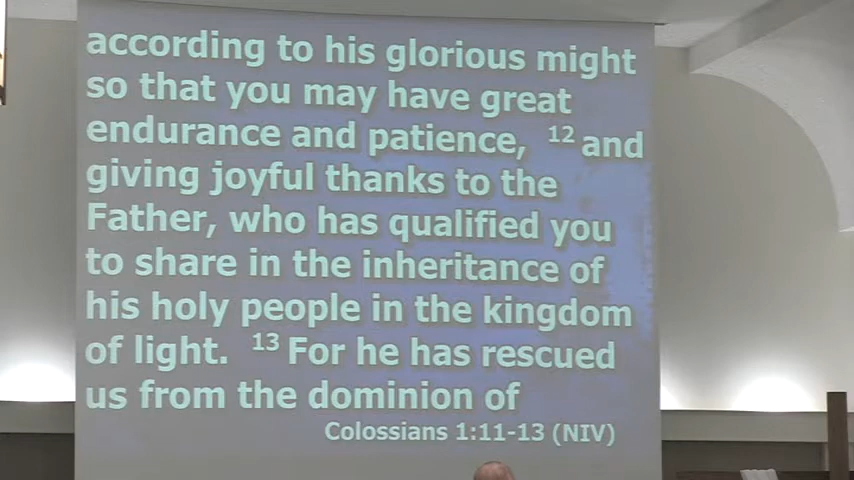 according to his glorious might
so that you may have great
endurance and patience, 12 and
giving joyful thanks to the
Father, who has qualified you
to share in the inheritance of
his holy people in the kingdom
of light. 13 For he has rescued
us from the dominion of
Colossians 1:11-13 (NIV)